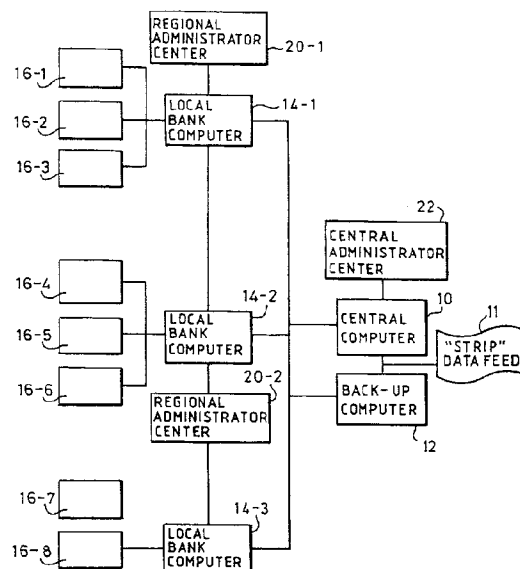 REGIONAL
ADMINISTRATOR
CENTER
20-1
16-1
16-2
16-3
LOCAL
BANK
COMPUTER
14-1
22
CENTRAL
ADMINISTRATOR
CENTER
16-4
16-5
16-6
LOCAL
BANK
COMPUTER
14-2
10
CENTRAL
COMPUTER
11
"STRIP"
DATA FEED
BACK-UP
COMPUTER
12
REGIONAL
ADMINISTRATOR
CENTER
20-2
16-7
16-8
LOCAL
BANK
COMPUTER
14-3